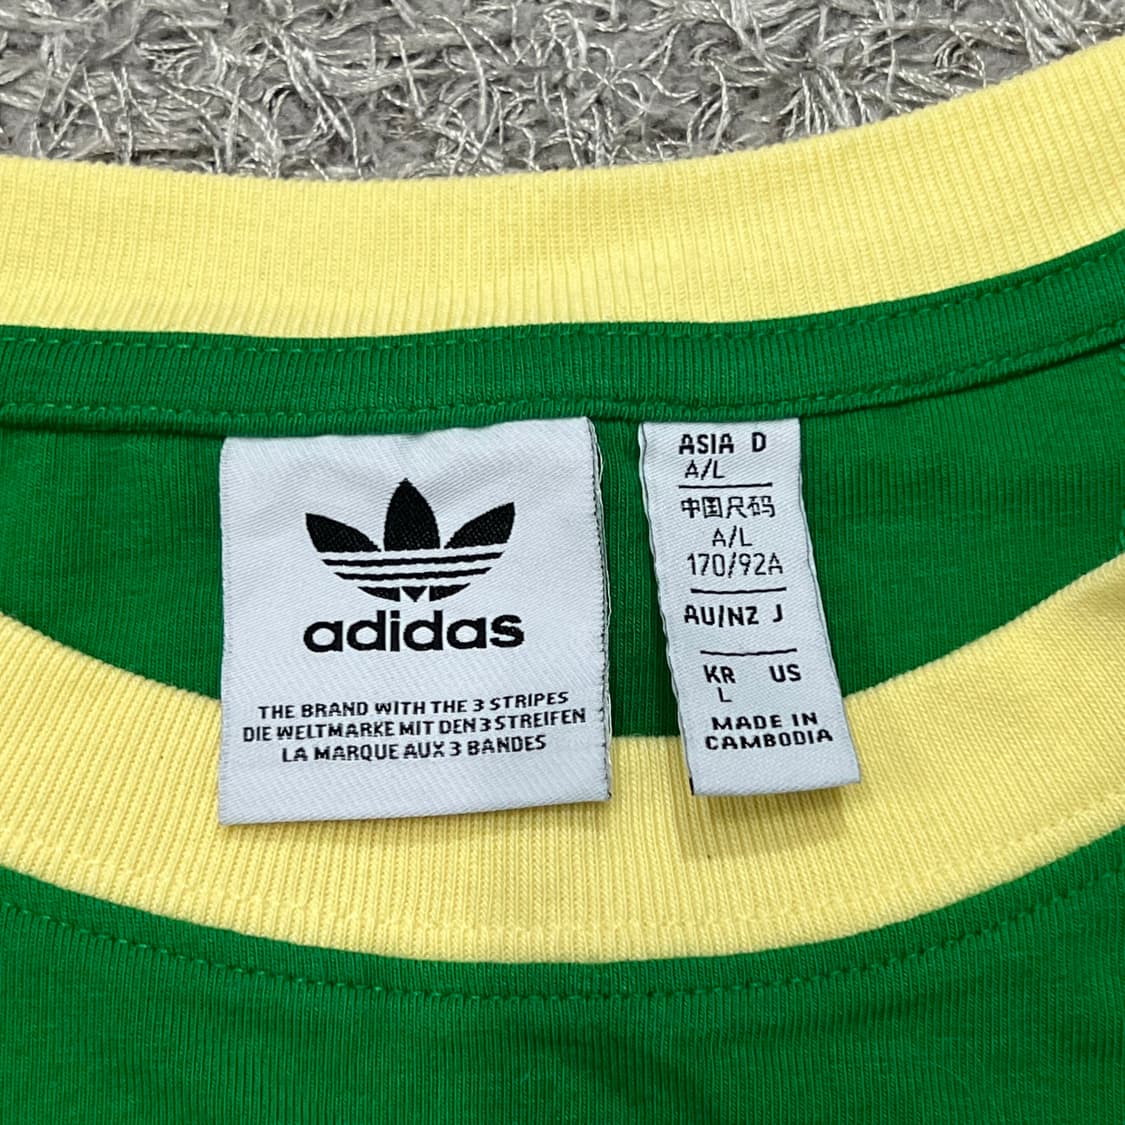 adidas
THE BRAND WITH THE 3 STRIPES
DIE WELTMARKE MIT DEN 3 STREIFEN
LA MARQUE AUX 3 BANDES
ASIA D
A/L
中国尺码
A/L
170/92A
AU/NZ J
KR US
L
MADE IN
CAMBODIA